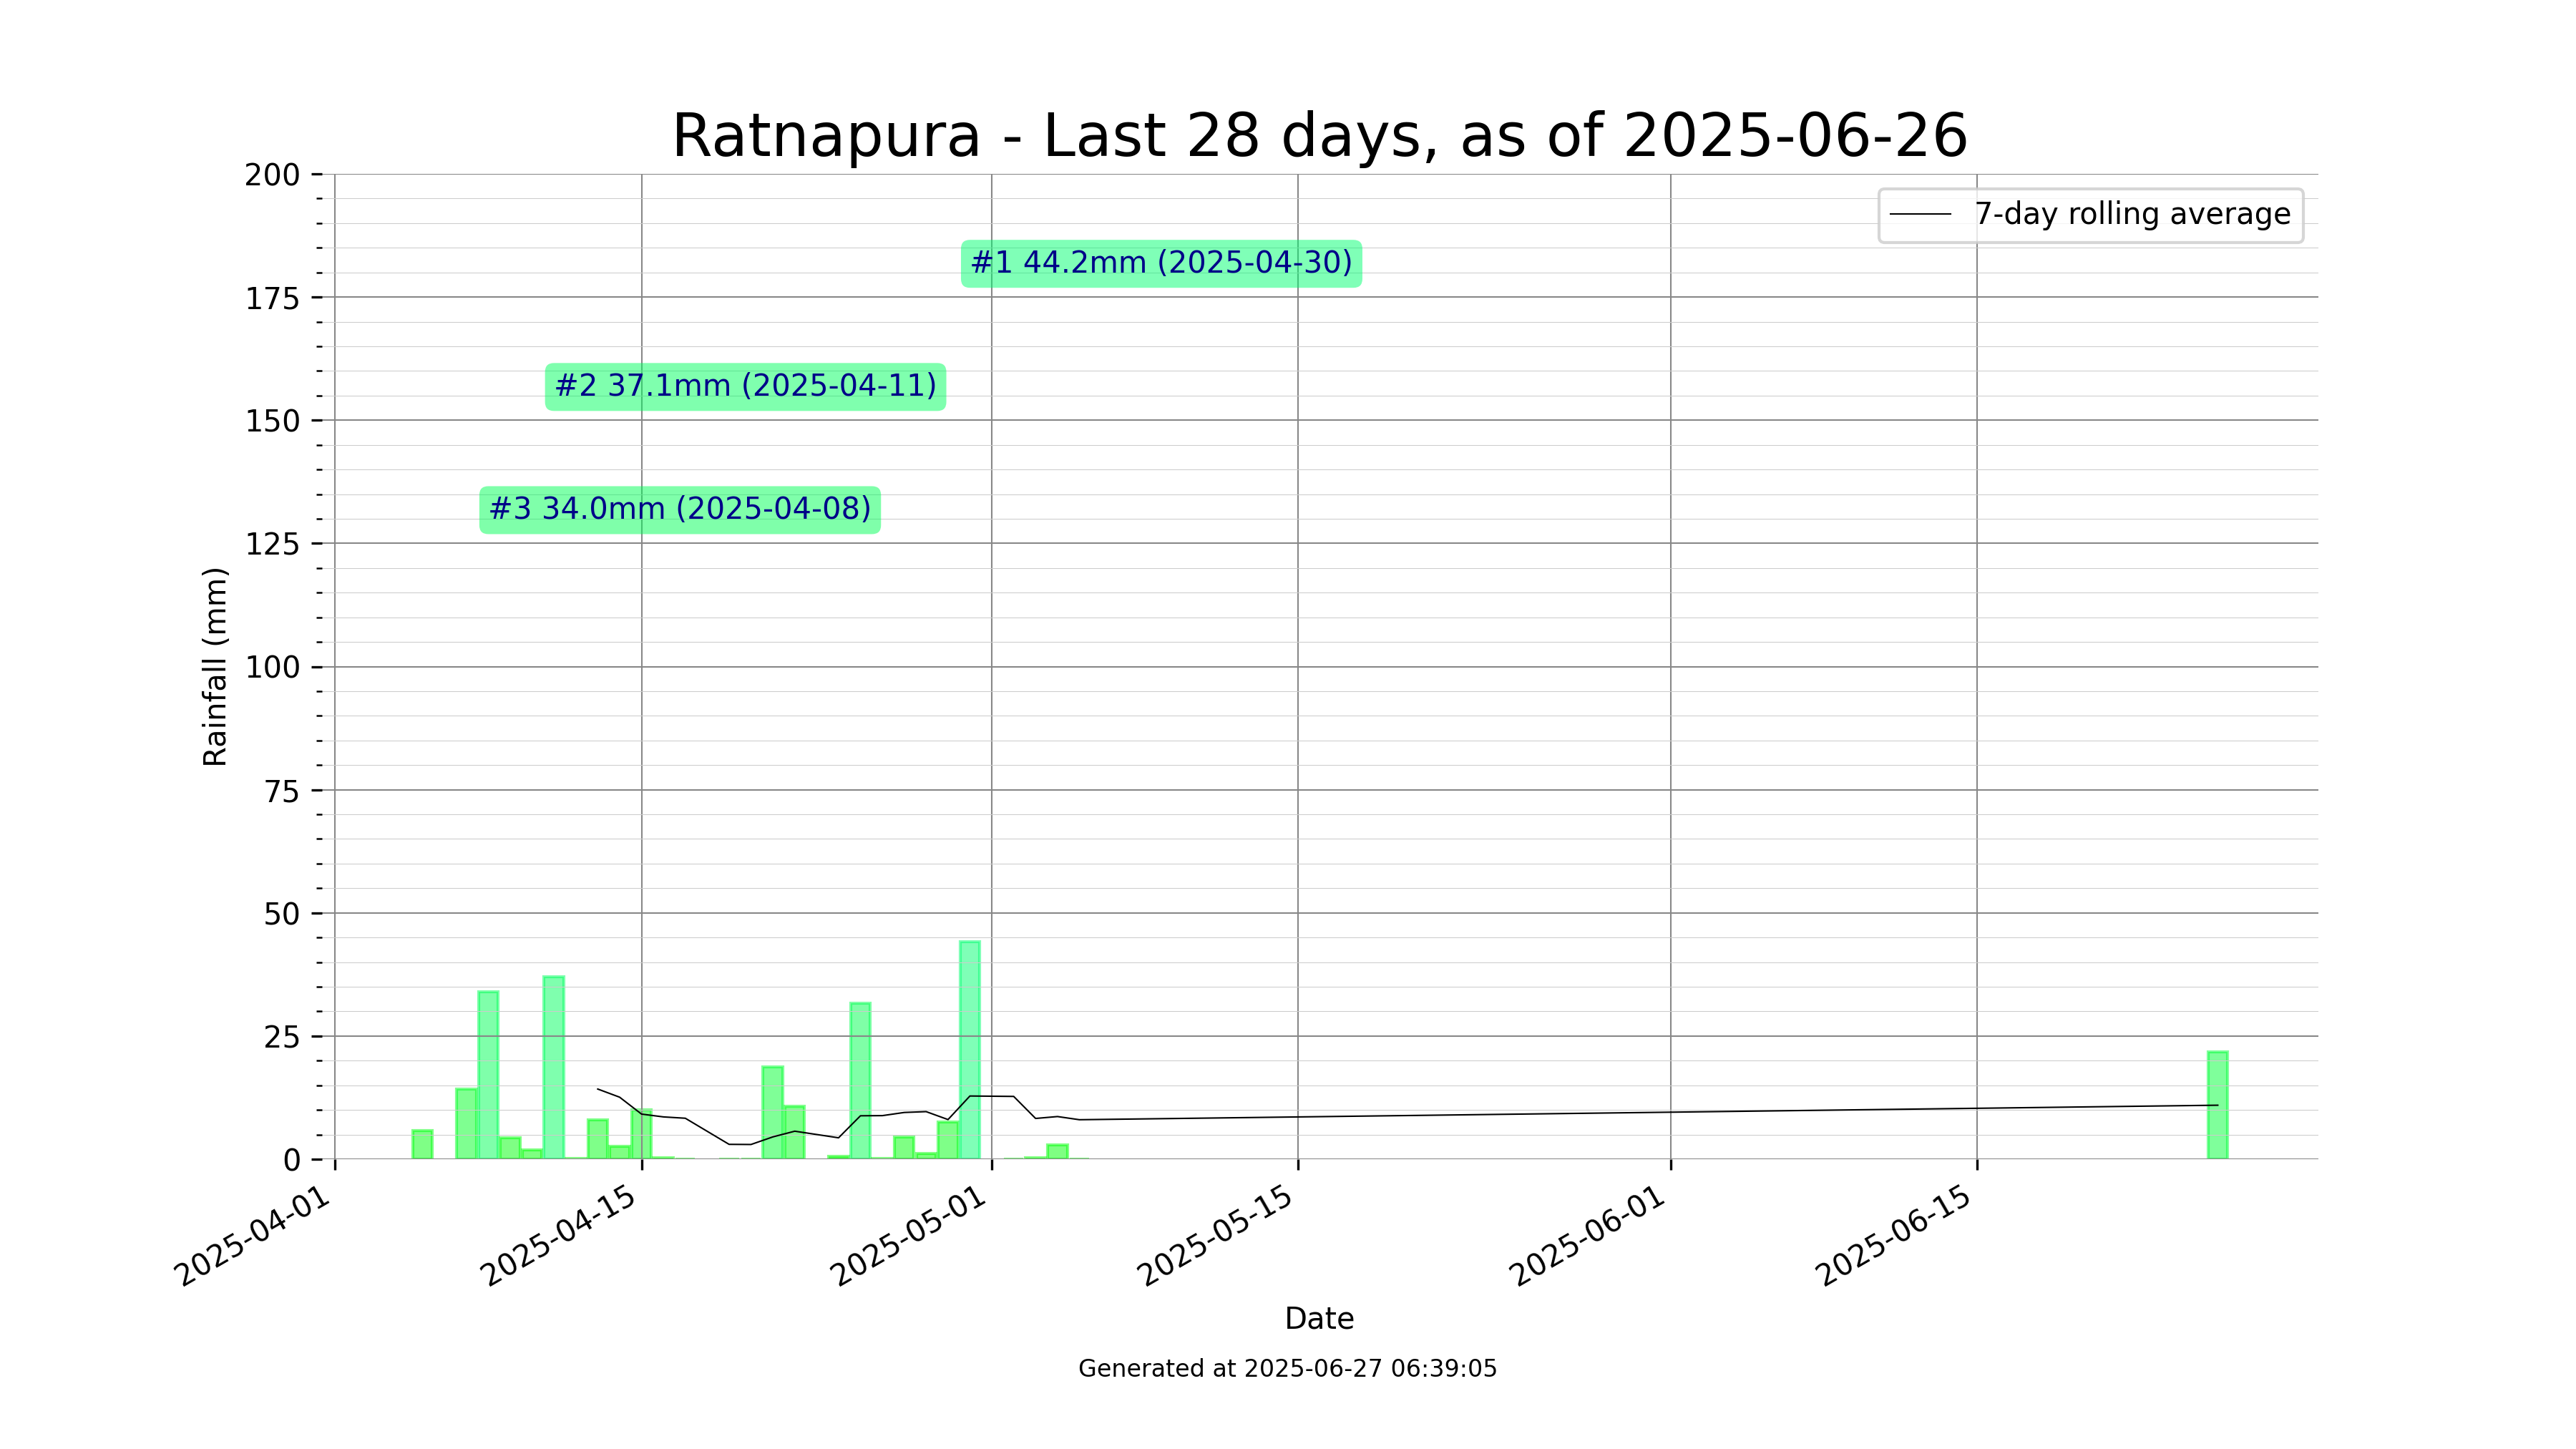 Ratnapura - Last 28 days, as of 2025-06-26
7-day rolling average
#1 44.2mm (2025-04-30)
#2 37.1mm (2025-04-11)
#3 34.0mm (2025-04-08)
Rainfall (mm)
200
175
150
125
100
75
50
25
0
2025-04-01
2025-04-15
2025-05-01
2025-05-15
2025-06-01
2025-06-15
Date
Generated at 2025-06-27 06:39:05